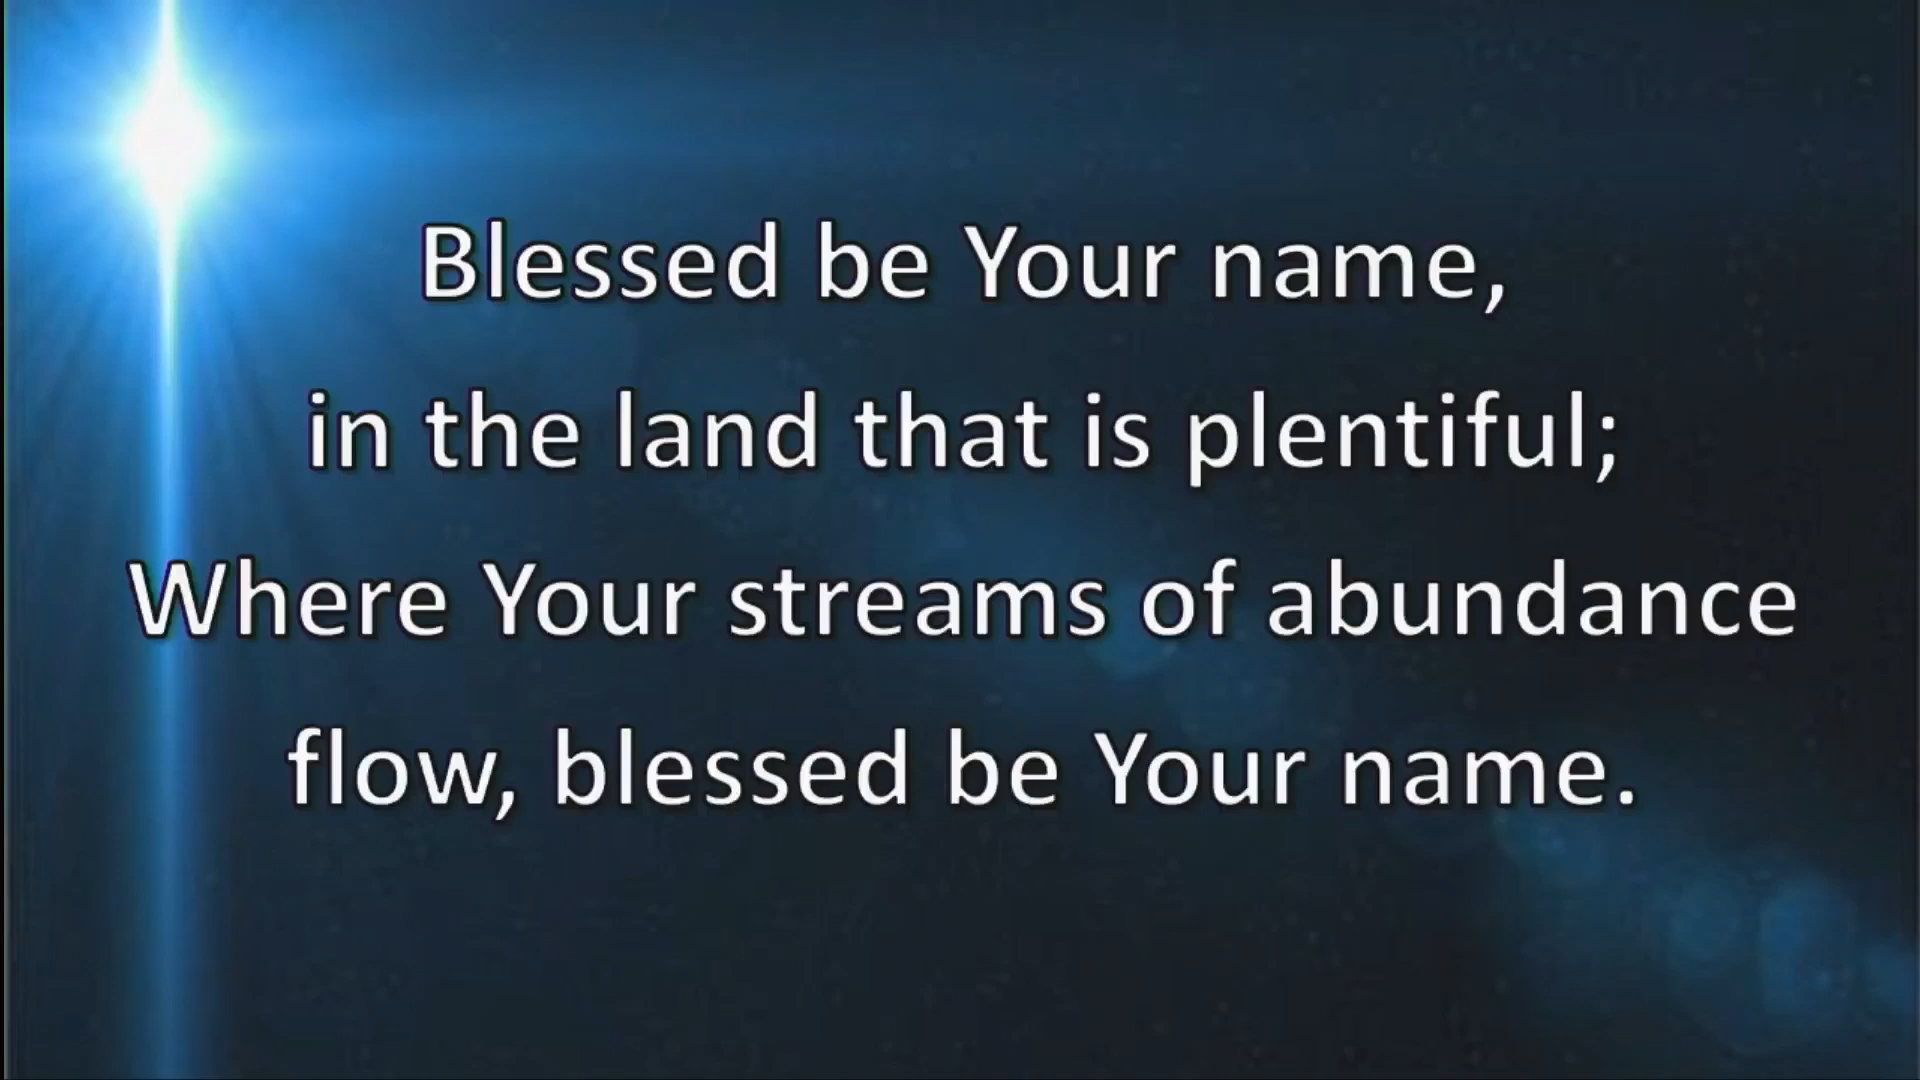 Blessed be Your name,
in the land that is plentiful;
Where Your streams of abundance
flow, blessed be Your name.